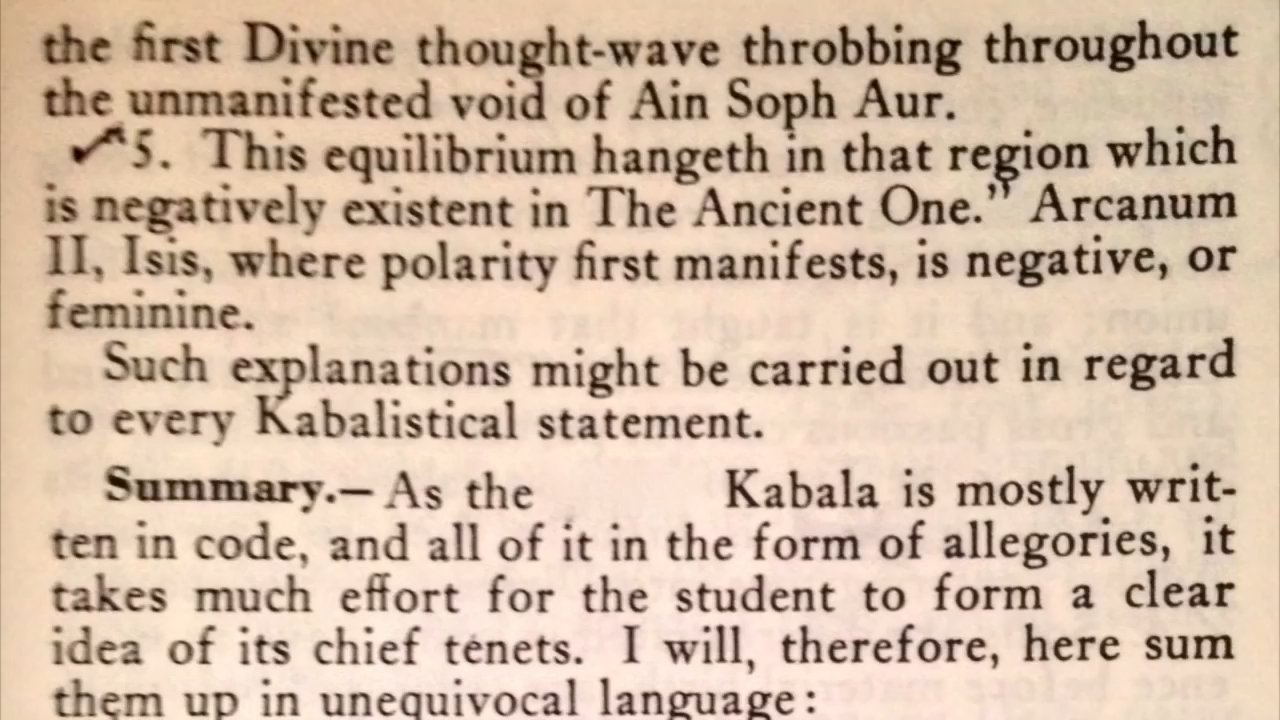 the first Divine thought-wave throbbing throughout
the unmanifested void of Ain Soph Aur.
"5. This equilibrium hangeth in that region which
is negatively existent in The Ancient One." Arcanum
II, Isis, where polarity first manifests, is negative, or
feminine.
Such explanations might be carried out in regard
to every Kabalistical statement.
Summary.— As the Kabala is mostly writ-
ten in code, and all of it in the form of allegories, it
takes much effort for the student to form a clear
idea of its chief tenets. I will, therefore, here sum
them up in unequivocal language: